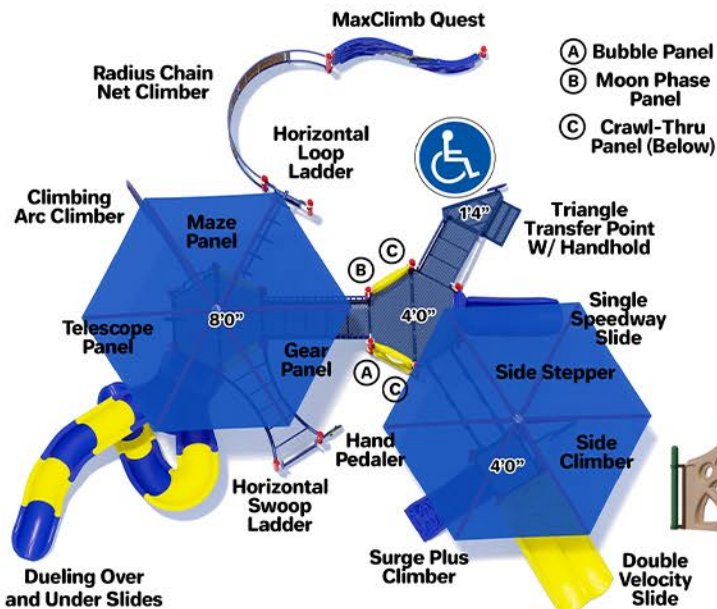 MaxClimb Quest
Radius Chain
Net Climber
Horizontal
Loop
Ladder
A Bubble Panel
B Moon Phase
Panel
C Crawl-Thru
Panel (Below)
Climbing
Arc Climber
Maze
Panel
1'4"
Triangle
Transfer Point
W/ Handhold
B
C
Telescope
Panel
8'0"
Gear
Panel
4'0"
A
C
Single
Speedway
Slide
Side Stepper
Side
Climber
4'0"
Hand
Pedaler
Horizontal
Swoop
Ladder
Surge Plus
Climber
Double
Velocity
Slide
Dueling Over
and Under Slides